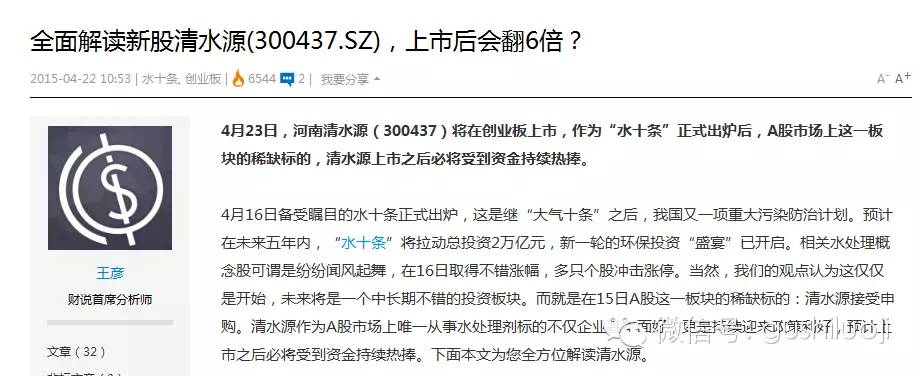 全面解读新股清水源(300437.SZ)，上市后会翻6倍？
2015-04-22 10:53 | 水十条, 创业板 | 6544 2 | 我要分享
A- A+
4月23日，河南清水源（300437）将在创业板上市，作为“水十条”正式出炉后，A股市场上这一板
块的稀缺标的，清水源上市之后必将受到资金持续热捧。
4月16日备受瞩目的水十条正式出炉，这是继“大气十条”之后，我国又一项重大污染防治计划。预计
在未来五年内，“水十条”将拉动总投资2万亿元，新一轮的环保投资“盛宴”已开启。相关水处理概
念股可谓是纷纷闻风起舞，在16日取得不错涨幅，多只个股冲击涨停。当然，我们的观点认为这仅仅
是开始，未来将是一个中长期不错的投资板块。而就是在15日A股这一板块的稀缺标的：清水源接受申
购。清水源作为A股市场上唯一从事水处理剂标的不仅企业
市之后必将受到资金持续热捧。下面本文为您全方位解读清水源。
王彦
财说首席分析师
文章（32）
微信号: gushiluoji